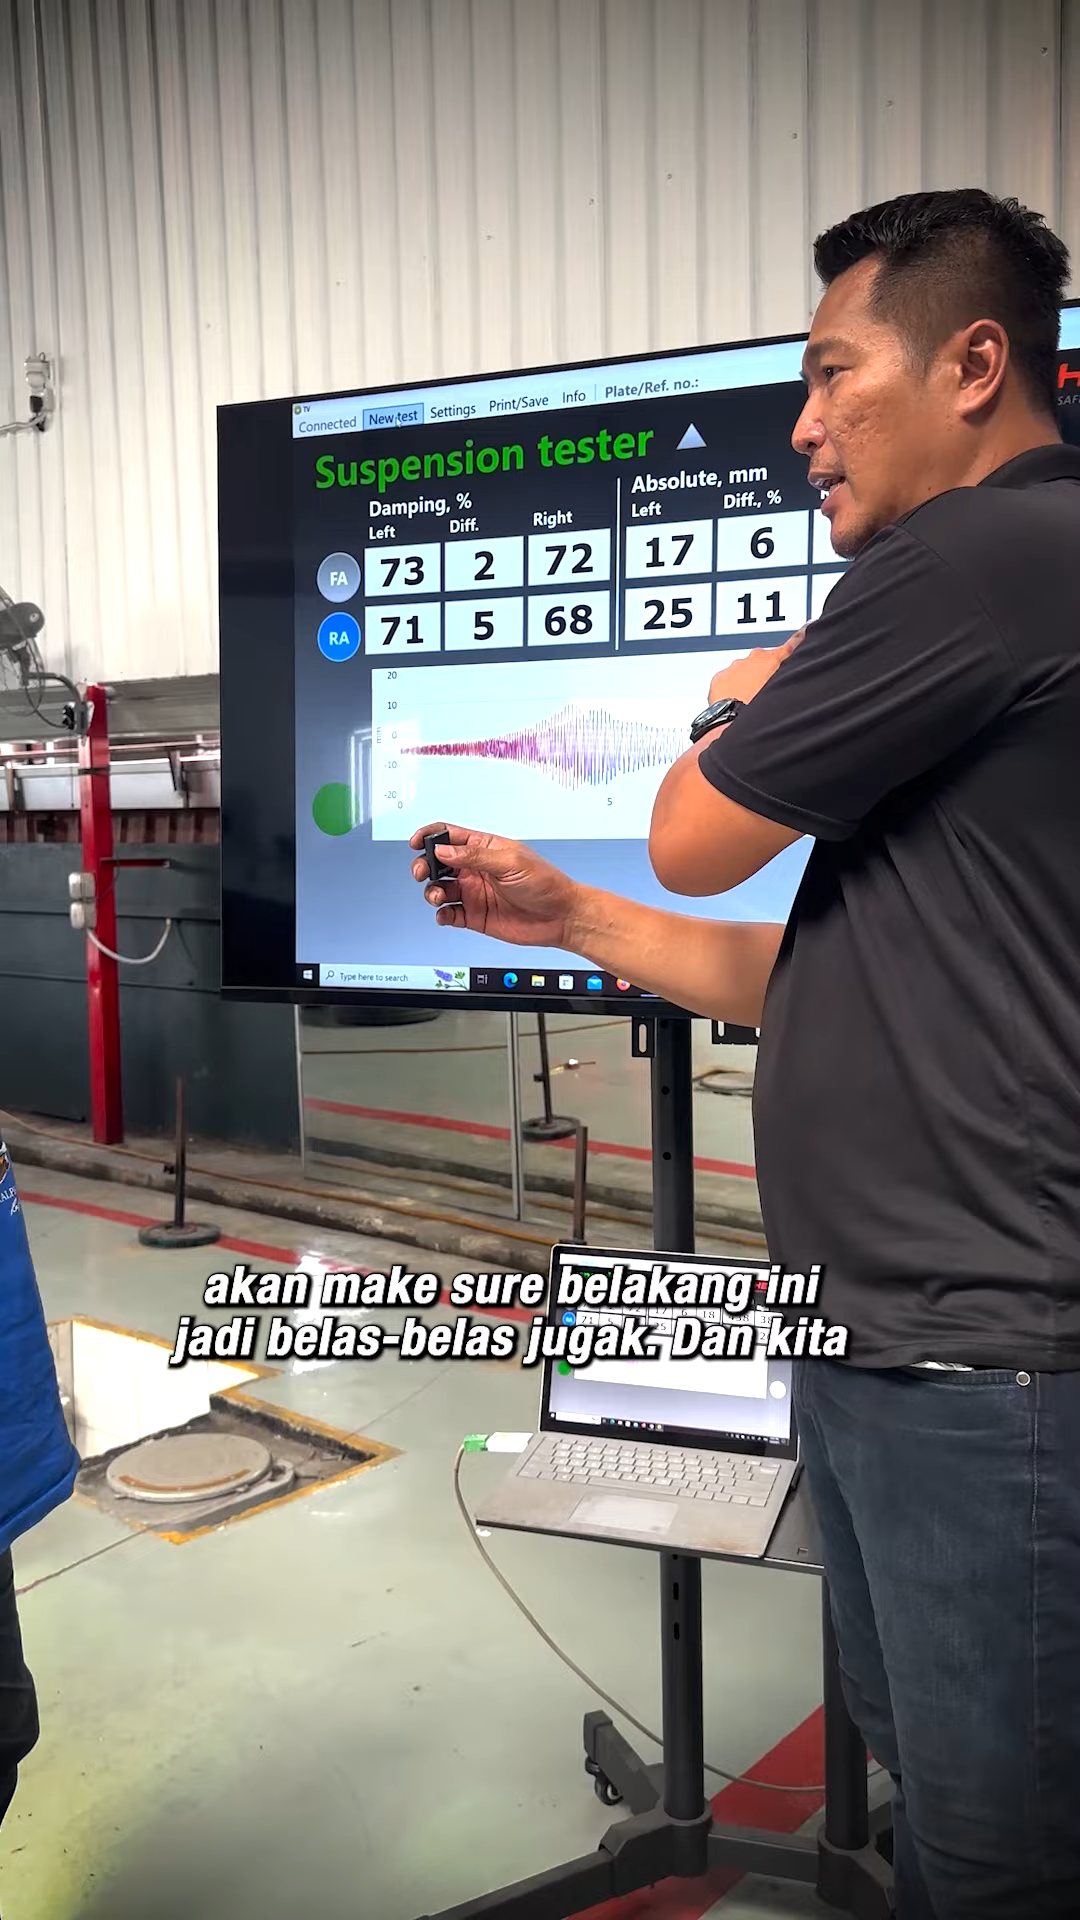 TV
Connected New test Settings Print/Save Info Plate/Ref. no.:
Suspension tester
Damping, %
Absolute, mm
Left Diff. Right Left Diff., %
FA 73 2 72 17 6
RA 71 5 68 25 11
20
10
0
-10
-20
0 5
Type here to search
akan make sure belakang ini
jadi belas-belas jugak. Dan kita